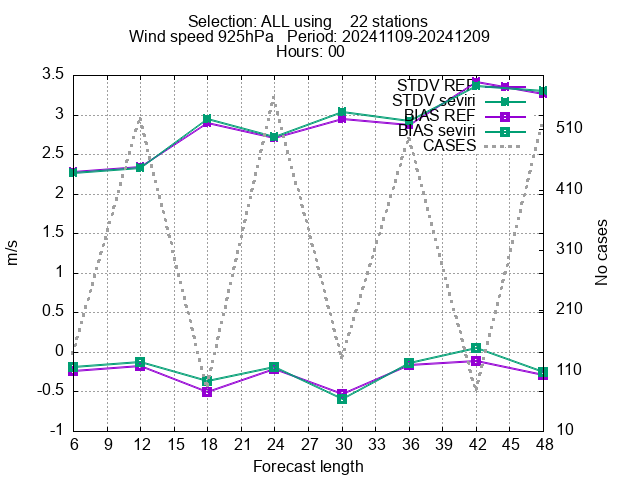 Selection: ALL using 22 stations
Wind speed 925hPa Period: 20241109-20241209
Hours: 00
STDV REF
STDV seviri
BIAS REF
BIAS seviri
CASES
3.5
3
2.5
2
1.5
1
0.5
0
-0.5
-1
m/s
510
410
310
210
110
10
No cases
6 9 12 15 18 21 24 27 30 33 36 39 42 45 48
Forecast length